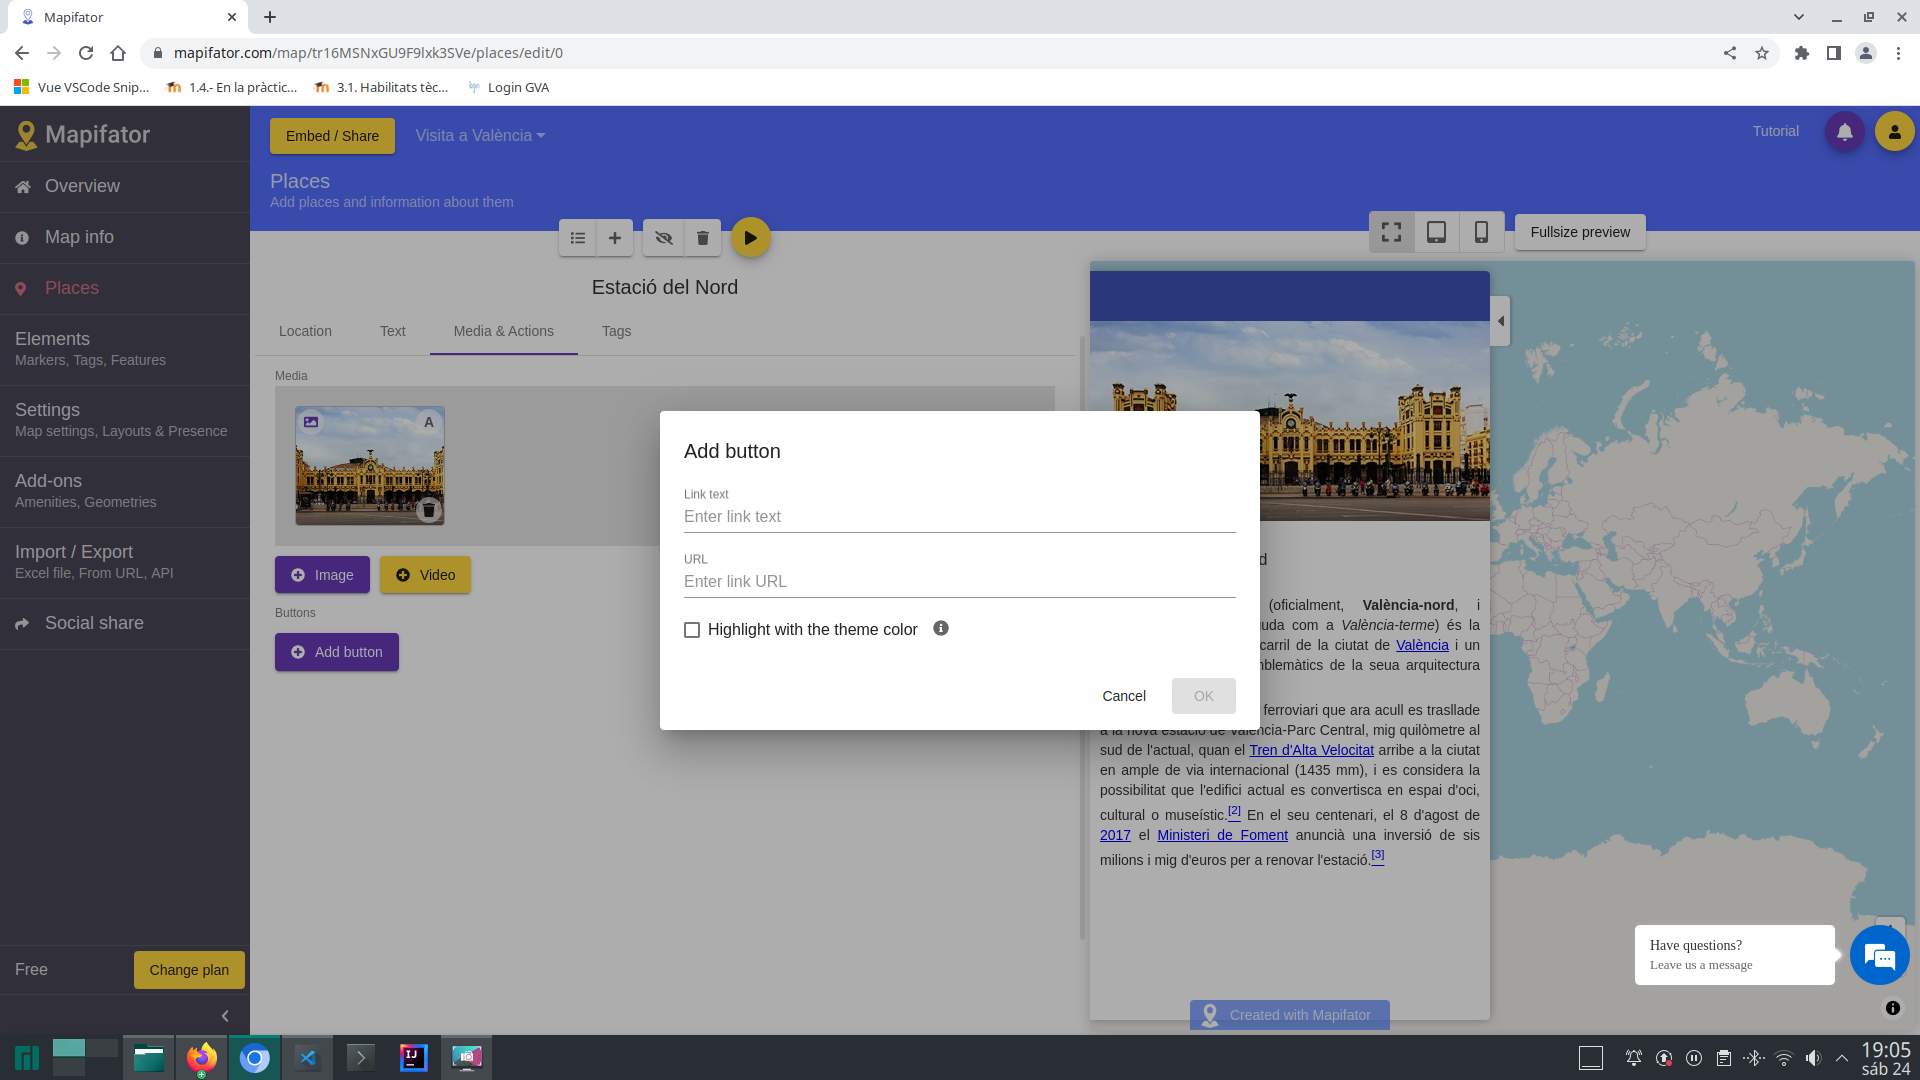 Mapifator
mapifator.com/map/tr16MSNxGU9F9lxk3SVe/places/edit/0
Vue VSCode Snip...
1.4.- En la pràctic...
3.1. Habilitats tèc...
Login GVA
Mapifator
Embed / Share
Visita a València
Tutorial
Overview
Places
Add places and information about them
Map info
Fullsize preview
Places
Estació del Nord
Location
Text
Media & Actions
Tags
Elements
Markers, Tags, Features
Media
A
Settings
Map settings, Layouts & Presence
Add button
Link text
Enter link text
Add-ons
Amenities, Geometries
URL
Enter link URL
Import / Export
Excel file, From URL, API
Image
Video
Buttons
Social share
Highlight with the theme color
Add button
Cancel
OK
d
(oficialment, València-nord, i
uda com a València-terme) és la
carril de la ciutat de València i un
nblemàtics de la seua arquitectura
ferroviari que ara acull es traslladе
a la nova estació de València-Parc Central, mig quilòmetre al
sud de l'actual, quan el Tren d'Alta Velocitat arribe a la ciutat
en ample de via internacional (1435 mm), i es considera la
possibilitat que l'edifici actual es convertisca en espai d'oci,
cultural o museístic.[2] En el seu centenari, el 8 d'agost de
2017 el Ministeri de Foment anuncià una inversió de sis
milions i mig d'euros per a renovar l'estació.[3]
Have questions?
Leave us a message
Free
Change plan
Created with Mapifator
IJ
19:05
sáb 24